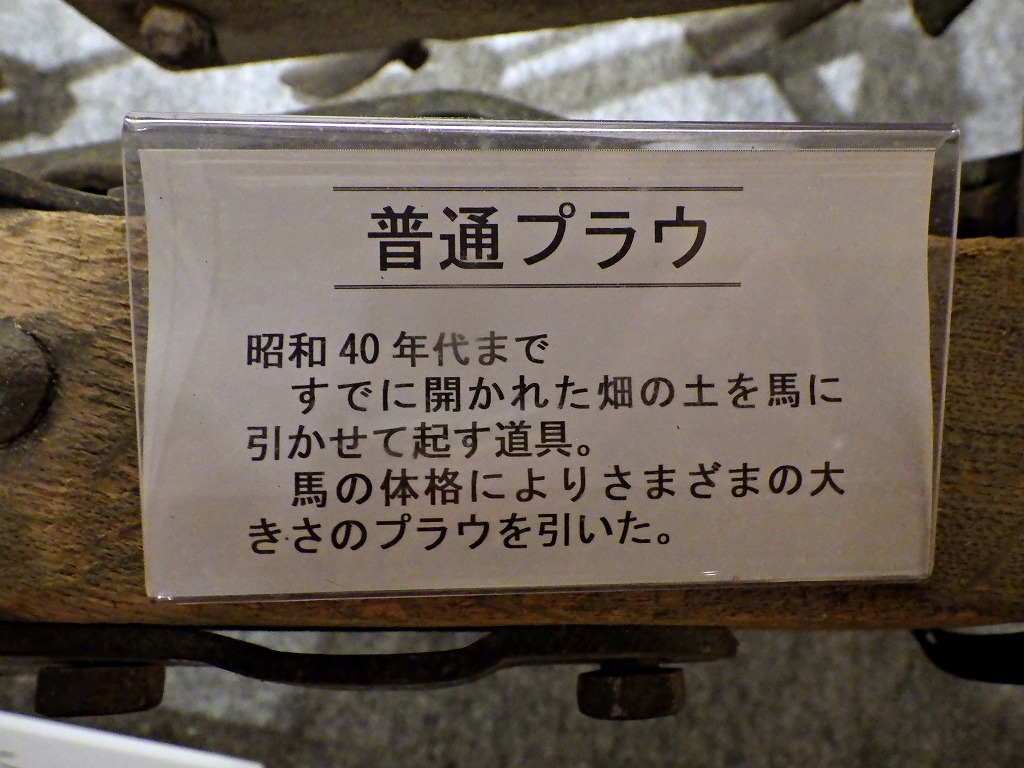 普通プラウ
昭和40年代まで
すでに開かれた畑の土を馬に
引かせて起す道具。
馬の体格によりさまざまの大
きさのプラウを引いた。